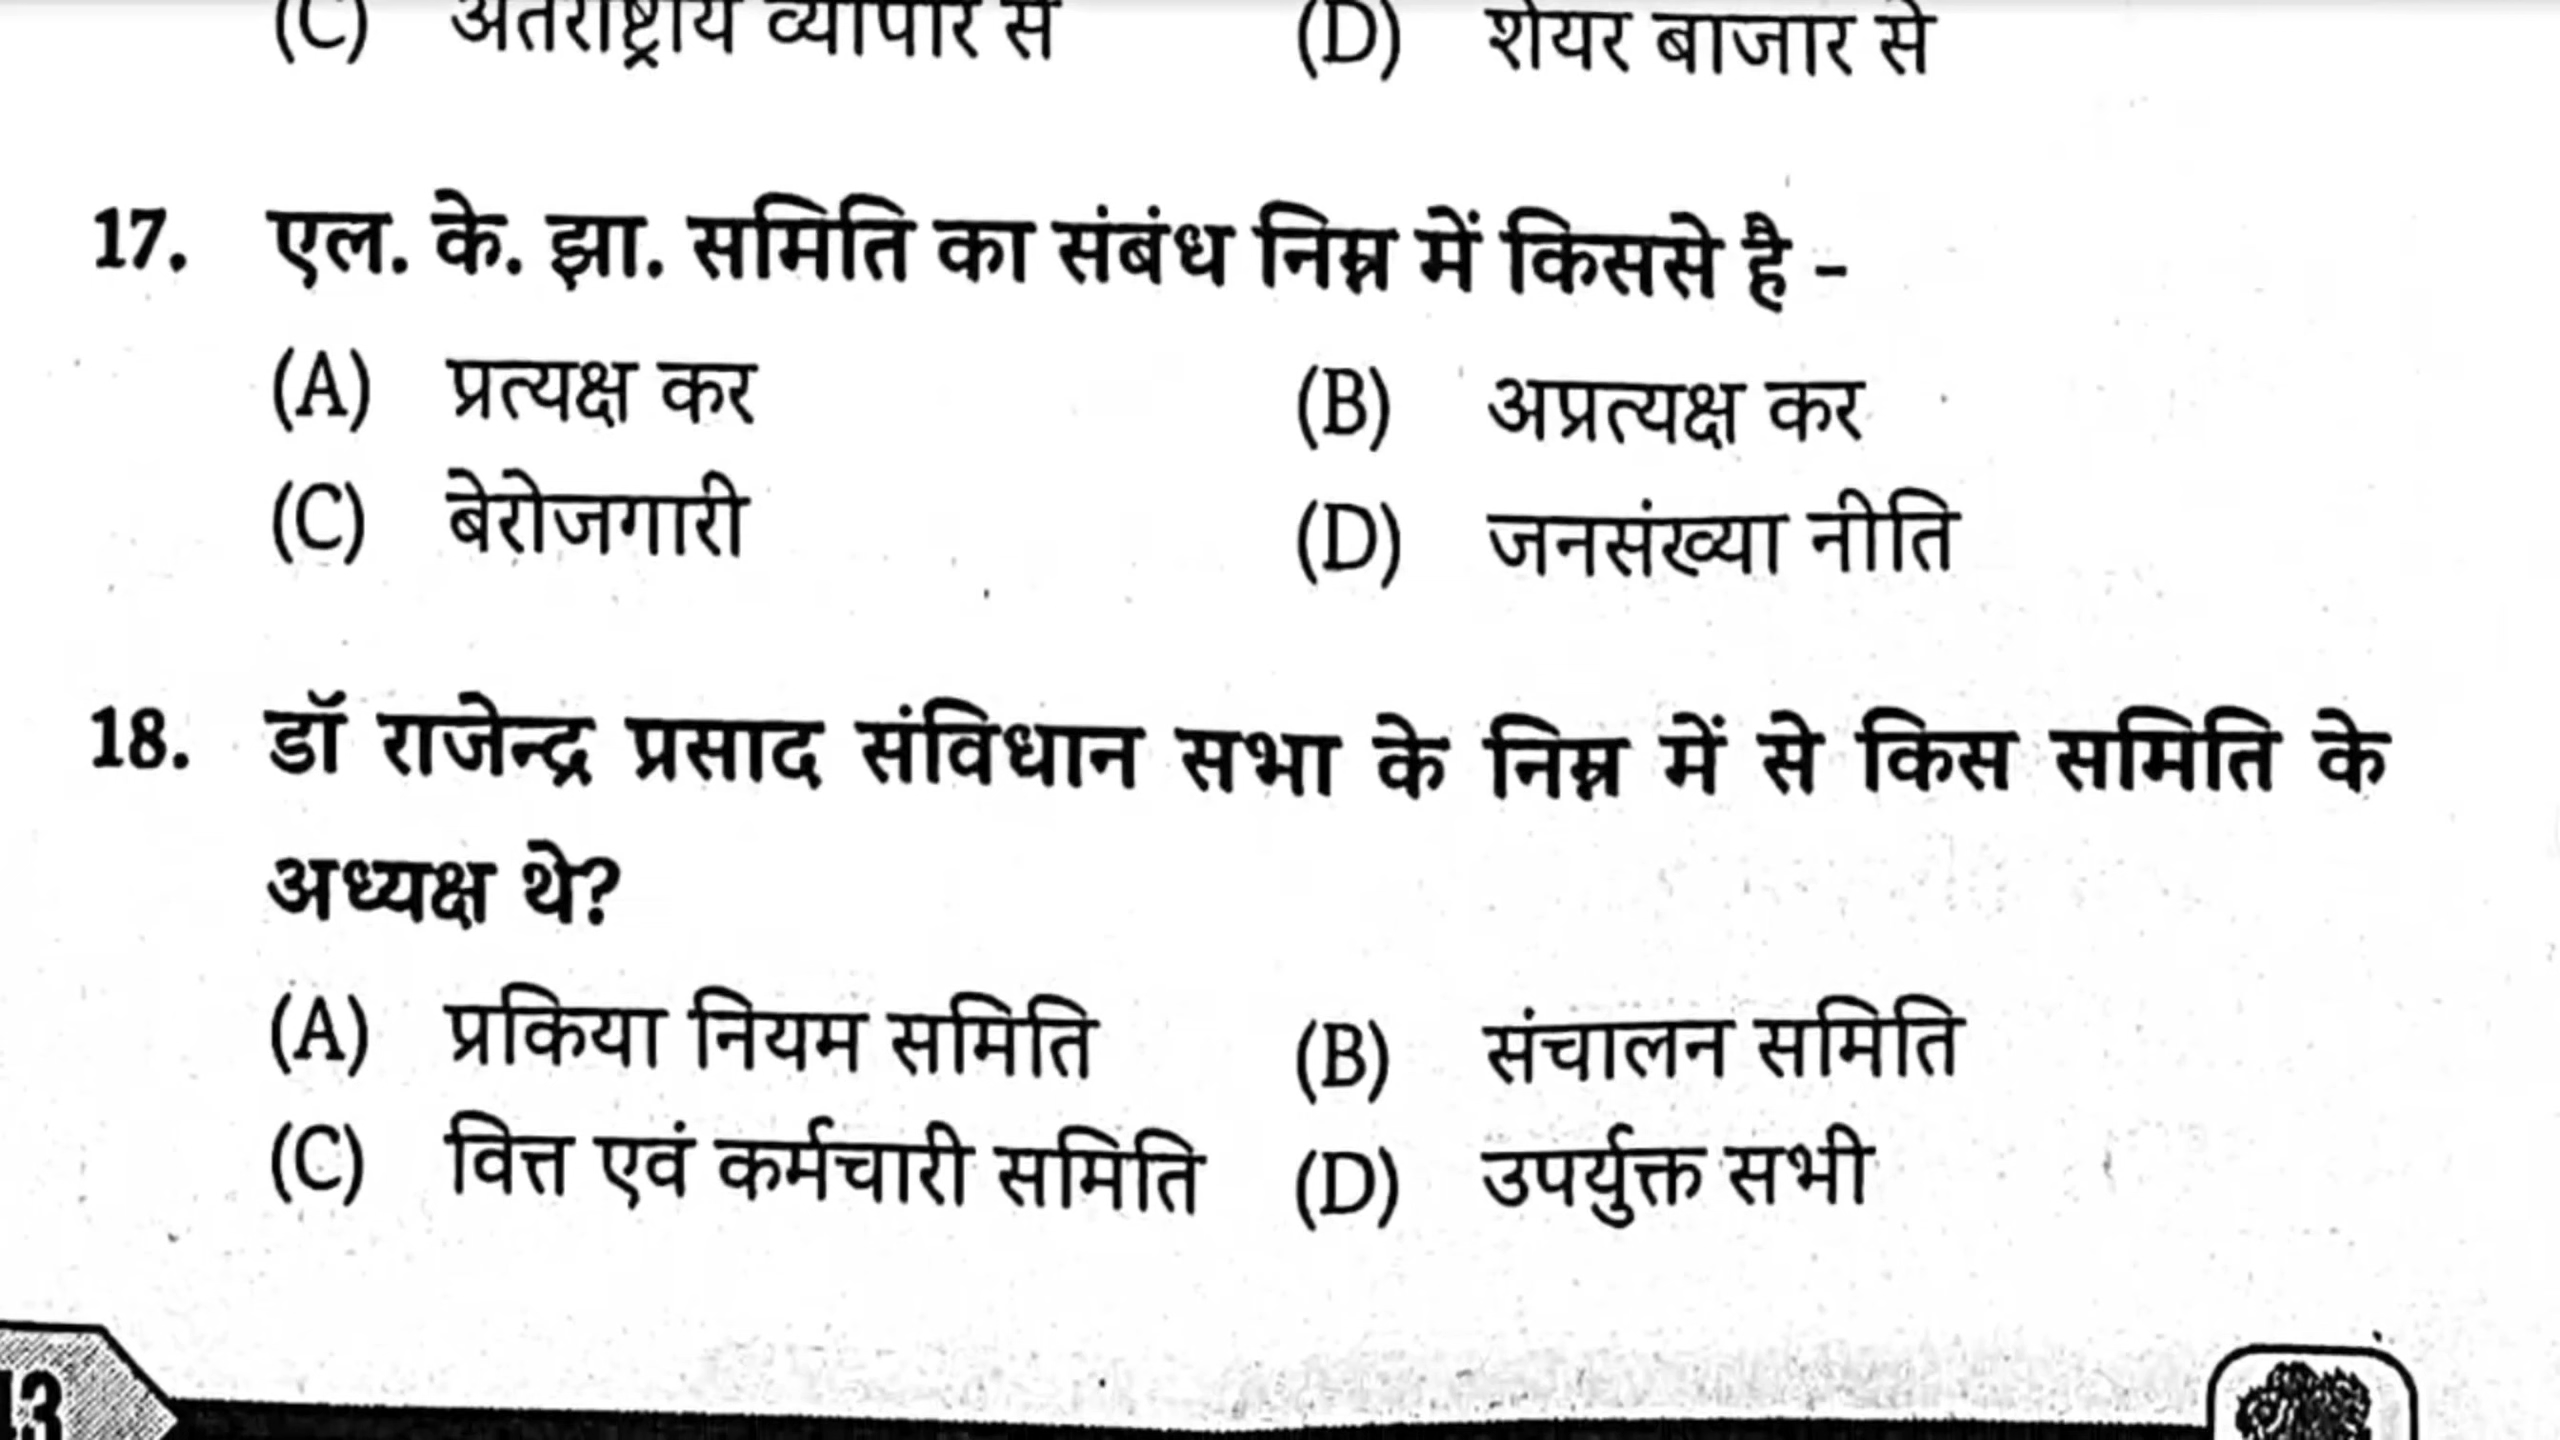 (C) अंतर्राष्ट्रीय व्यापार से (D) शेयर बाजार से
17. एल. के. झा. समिति का संबंध निम्न में किससे है -
(A) प्रत्यक्ष कर (B) अप्रत्यक्ष कर
(C) बेरोजगारी (D) जनसंख्या नीति
18. डॉ राजेन्द्र प्रसाद संविधान सभा के निम्न में से किस समिति के
अध्यक्ष थे?
(A) प्रकिया नियम समिति (B) संचालन समिति
(C) वित्त एवं कर्मचारी समिति (D) उपर्युक्त सभी